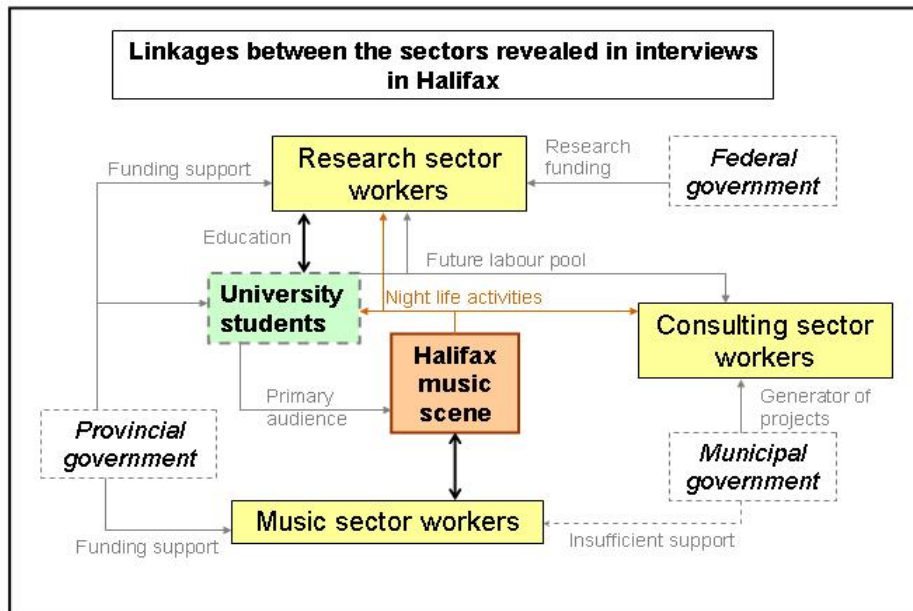 Linkages between the sectors revealed in interviews
in Halifax
Funding support
Research sector
workers
Research
funding
Federal
government
Education
Future labour pool
University
students
Night life activities
Consulting sector
workers
Halifax
music
scene
Primary
audience
Generator of
projects
Provincial
government
Municipal
government
Music sector workers
Funding support
Insufficient support